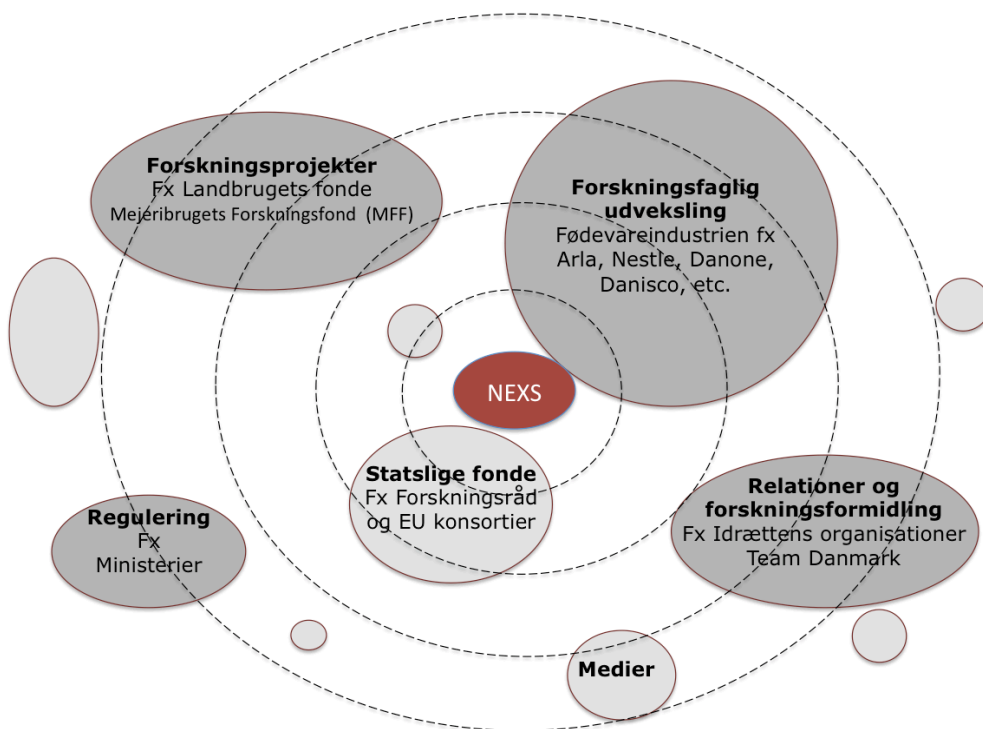 Forskningsprojekter
Fx Landbrugets fonde
Mejeribrugets Forskningsfond (MFF)
Forskningsfaglig
udveksling
Fødevareindustrien fx
Arla, Nestle, Danone,
Danisco, etc.
NEXS
Statslige fonde
Fx Forskningsråd
og EU konsortier
Regulering
Fx
Ministerier
Relationer og
forskningsformidling
Fx Idrættens organisationer
Team Danmark
Medier